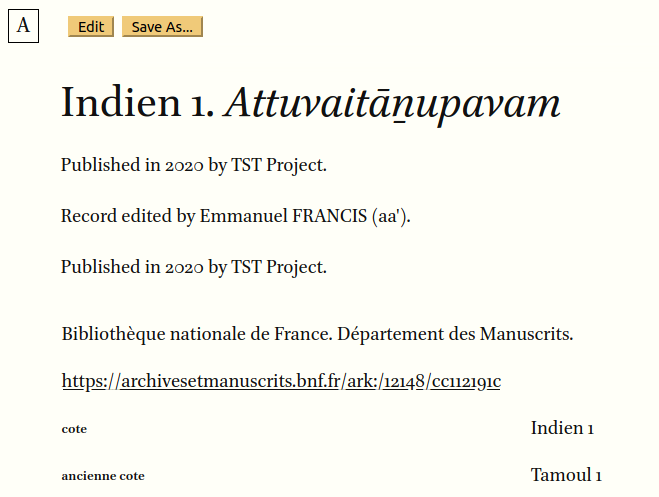 A
Edit Save As...
Indien 1. Attuvaitāṉupavam
Published in 2020 by TST Project.
Record edited by Emmanuel FRANCIS (aa').
Published in 2020 by TST Project.
Bibliothèque nationale de France. Département des Manuscrits.
https://archivesetmanuscrits.bnf.fr/ark:/12148/cc112191c
cote Indien 1
ancienne cote Tamoul 1